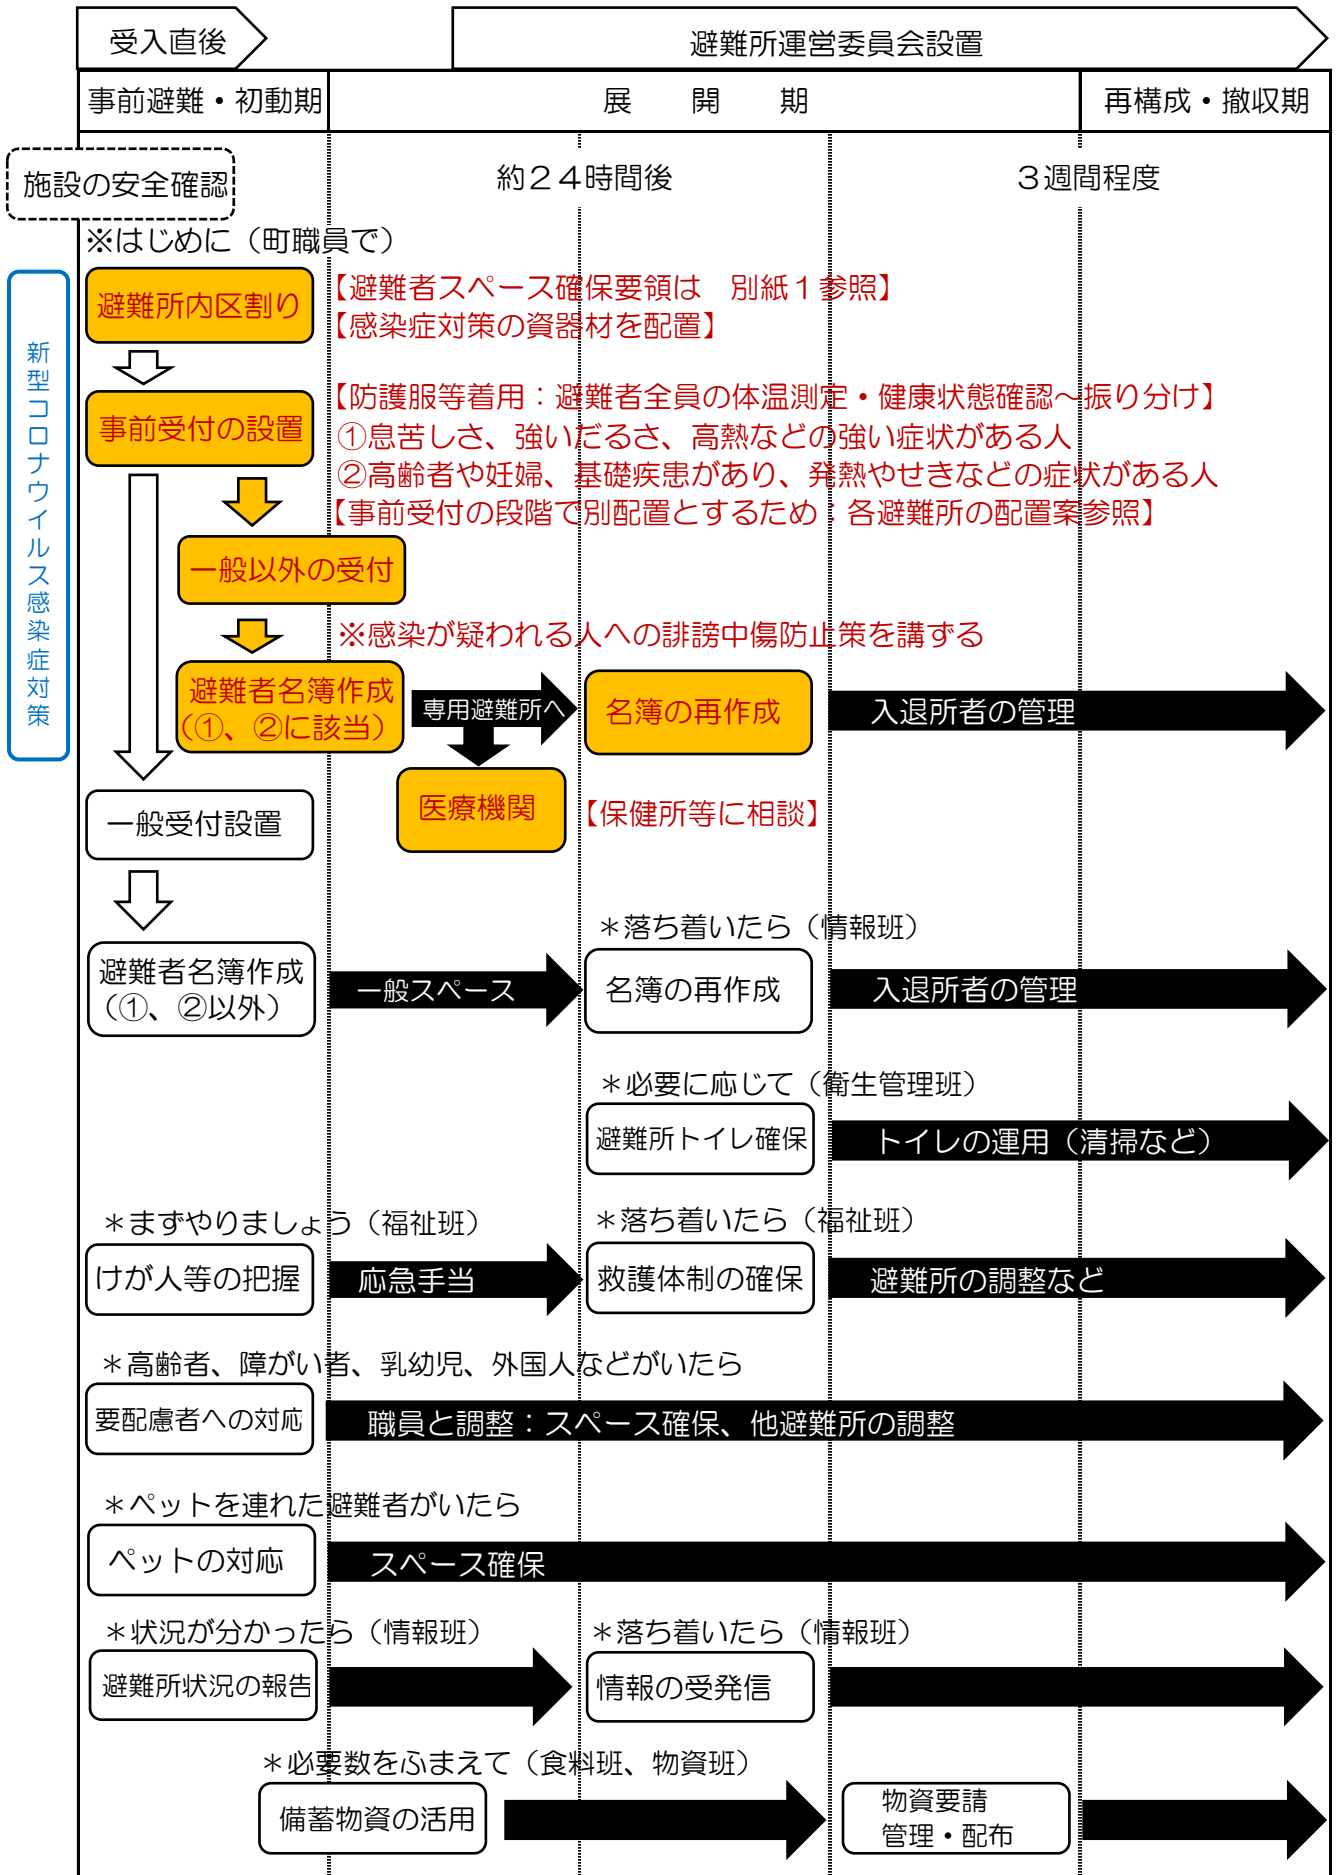 受入直後
避難所運営委員会設置
事前避難・初動期
展　開　期
再構成・撤収期
施設の安全確認
約２４時間後
３週間程度
※はじめに（町職員で）
新型コロナウイルス感染症対策
避難所内区割り
【避難者スペース確保要領は　別紙１参照】
【感染症対策の資器材を配置】
事前受付の設置
【防護服等着用：避難者全員の体温測定・健康状態確認～振り分け】
①息苦しさ、強いだるさ、高熱などの強い症状がある人
②高齢者や妊婦、基礎疾患があり、発熱やせきなどの症状がある人
【事前受付の段階で別配置とするため：各避難所の配置案参照】
一般以外の受付
※感染が疑われる人への誹謗中傷防止策を講ずる
避難者名簿作成
（①、②に該当）
専用避難所へ
名簿の再作成
入退所者の管理
医療機関
【保健所等に相談】
一般受付設置
＊落ち着いたら（情報班）
避難者名簿作成
（①、②以外）
一般スペース
名簿の再作成
入退所者の管理
＊必要に応じて（衛生管理班）
避難所トイレ確保
トイレの運用（清掃など）
＊まずやりましょう（福祉班）
＊落ち着いたら（福祉班）
けが人等の把握
応急手当
救護体制の確保
避難所の調整など
＊高齢者、障がい者、乳幼児、外国人などがいたら
要配慮者への対応
職員と調整：スペース確保、他避難所の調整
＊ペットを連れた避難者がいたら
ペットの対応
スペース確保
＊状況が分かったら（情報班）
＊落ち着いたら（情報班）
避難所状況の報告
情報の受発信
＊必要数をふまえて（食料班、物資班）
備蓄物資の活用
物資要請
管理・配布